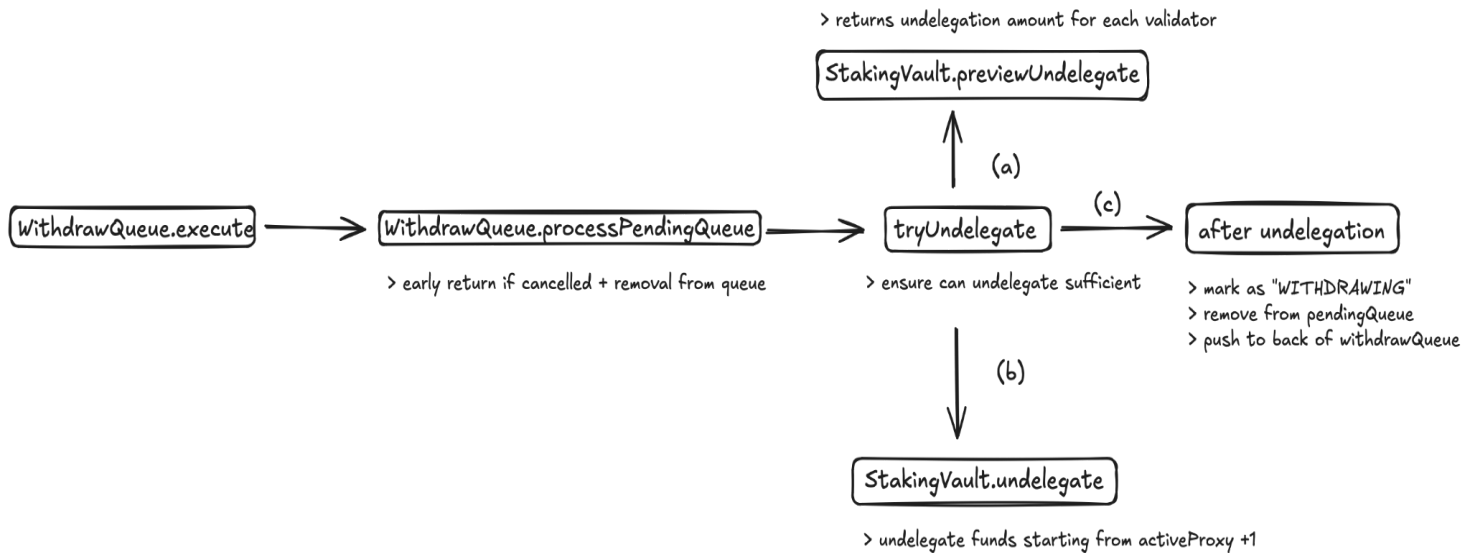 > returns undelegation amount for each validator
StakingVault.previewUndelegate
(a)
WithdrawQueue.execute
WithdrawQueue.processPendingQueue
> early return if cancelled + removal from queue
tryUndelegate
> ensure can undelegate sufficient
(c)
after undelegation
> mark as "WITHDRAWING"
> remove from pendingQueue
> push to back of withdrawQueue
(b)
StakingVault.undelegate
> undelegate funds starting from activeProxy +1